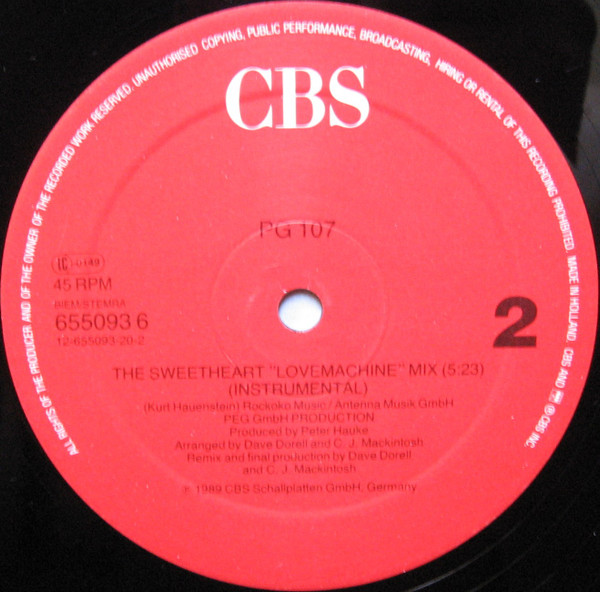 ALL RIGHTS OF THE PRODUCER AND OF THE OWNER OF THE RECORDED WORK RESERVED. UNAUTHORISED COPYING, PUBLIC PERFORMANCE, BROADCASTING, HIRING OR RENTAL OF THIS RECORDING PROHIBITED. MADE IN HOLLAND. CBS AND ℗ CBS INC.
CBS
PG 107
LC 0149
45 RPM
BIEM/STEMRA
655093 6
12-655093-20-2
2
THE SWEETHEART "LOVEMACHINE" MIX (5:23)
(INSTRUMENTAL)
(Kurt Hauenstein) Rockoko Music/Antenna Musik GmbH
PEG GmbH PRODUCTION
Produced by Peter Hauke
Arranged by Dave Dorell and C. J. Mackintosh
Remix and final production by Dave Dorell
and C. J. Mackintosh
℗ 1989 CBS Schallplatten GmbH, Germany